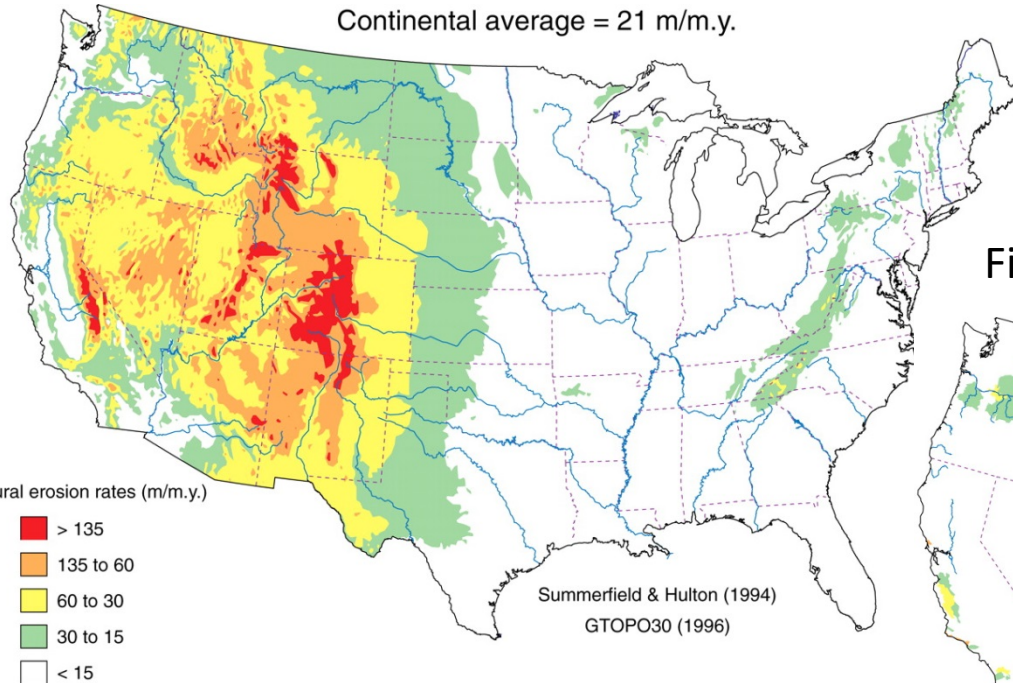 Continental average = 21 m/m.y.
ural erosion rates (m/m.y.)
> 135
135 to 60
60 to 30
30 to 15
< 15
Summerfield & Hulton (1994)
GTOPO30 (1996)
Fi